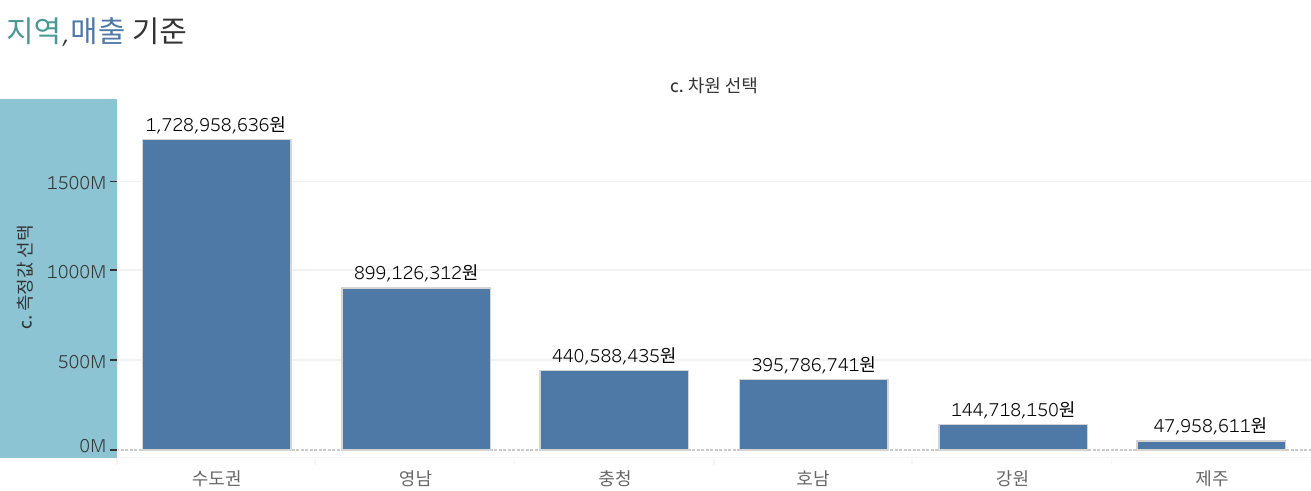 지역,매출 기준
c. 차원 선택
c. 측정값 선택
1500M
1000M
500M
0M
1,728,958,636원
899,126,312원
440,588,435원
395,786,741원
144,718,150원
47,958,611원
수도권
영남
충청
호남
강원
제주